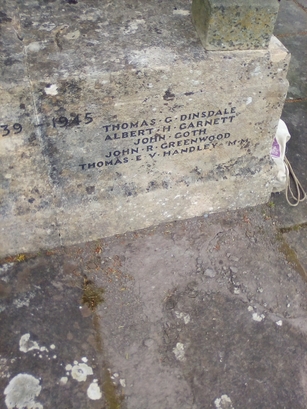 39 - 1945
THOMAS · G · DINSDALE
ALBERT · H · GARNETT
JOHN · GOTH
JOHN · R · GREENWOOD
THOMAS · E · V · HANDLEY · M·M